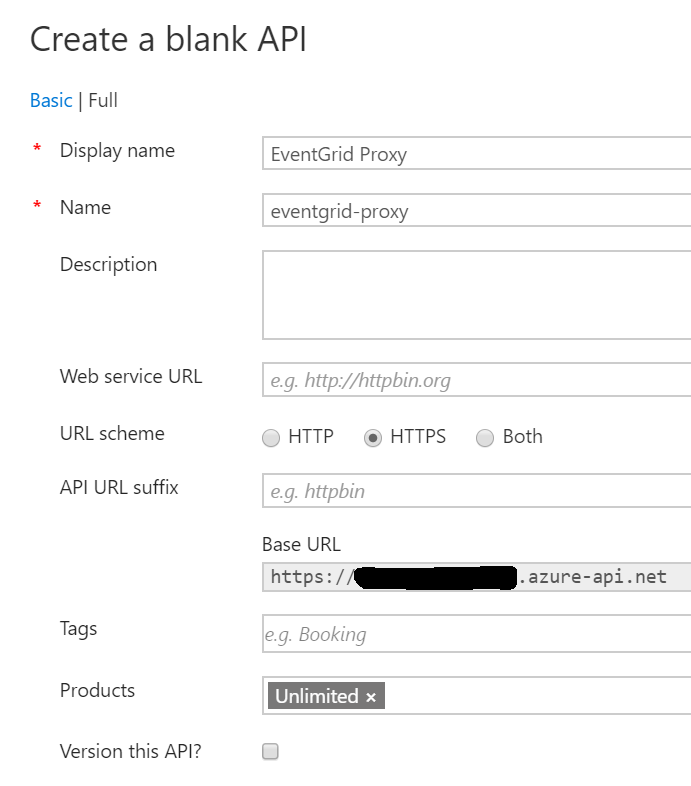 Create a blank API
Basic | Full
* Display name EventGrid Proxy
* Name eventgrid-proxy
Description
Web service URL e.g. http://httpbin.org
URL scheme HTTP HTTPS Both
API URL suffix e.g. httpbin
Base URL
https:// .azure-api.net
Tags e.g. Booking
Products Unlimited ×
Version this API?